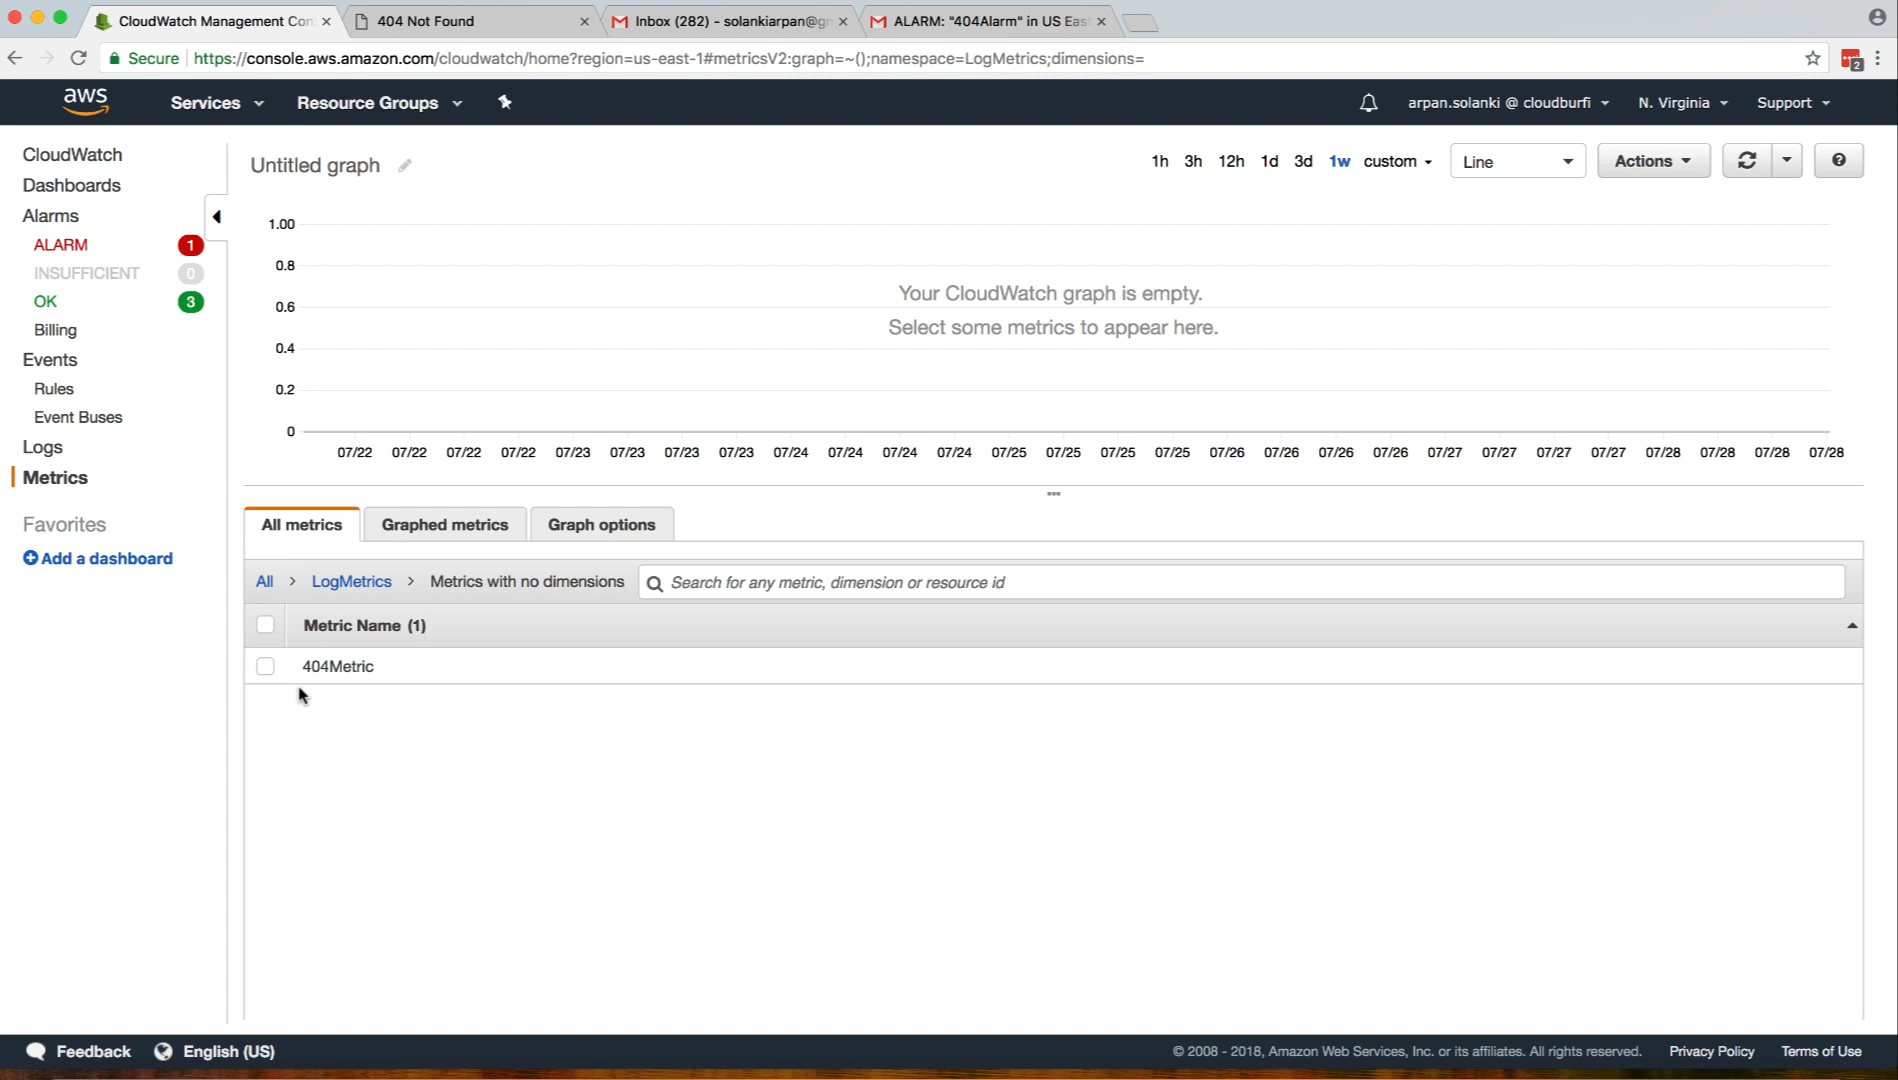 CloudWatch Management Con
404 Not Found
Inbox (282) - solankiarpan@gm
ALARM: "404Alarm" in US Eas
Secure
https://console.aws.amazon.com/cloudwatch/home?region=us-east-1#metricsV2:graph=~();namespace=LogMetrics;dimensions=
2
aws
Services
Resource Groups
arpan.solanki @ cloudburfi
N. Virginia
Support
CloudWatch
Dashboards
Alarms
ALARM 1
INSUFFICIENT 0
OK 3
Billing
Events
Rules
Event Buses
Logs
Metrics
Favorites
Add a dashboard
Untitled graph
1h 3h 12h 1d 3d 1w custom
Line
Actions
?
1.00
0.8
0.6
0.4
0.2
0
Your CloudWatch graph is empty.
Select some metrics to appear here.
07/22 07/22 07/22 07/22 07/23 07/23 07/23 07/23 07/24 07/24 07/24 07/24 07/25 07/25 07/25 07/25 07/26 07/26 07/26 07/26 07/27 07/27 07/27 07/27 07/28 07/28 07/28 07/28
All metrics
Graphed metrics
Graph options
All > LogMetrics > Metrics with no dimensions
Search for any metric, dimension or resource id
Metric Name (1)
404Metric
Feedback
English (US)
© 2008 - 2018, Amazon Web Services, Inc. or its affiliates. All rights reserved.
Privacy Policy
Terms of Use